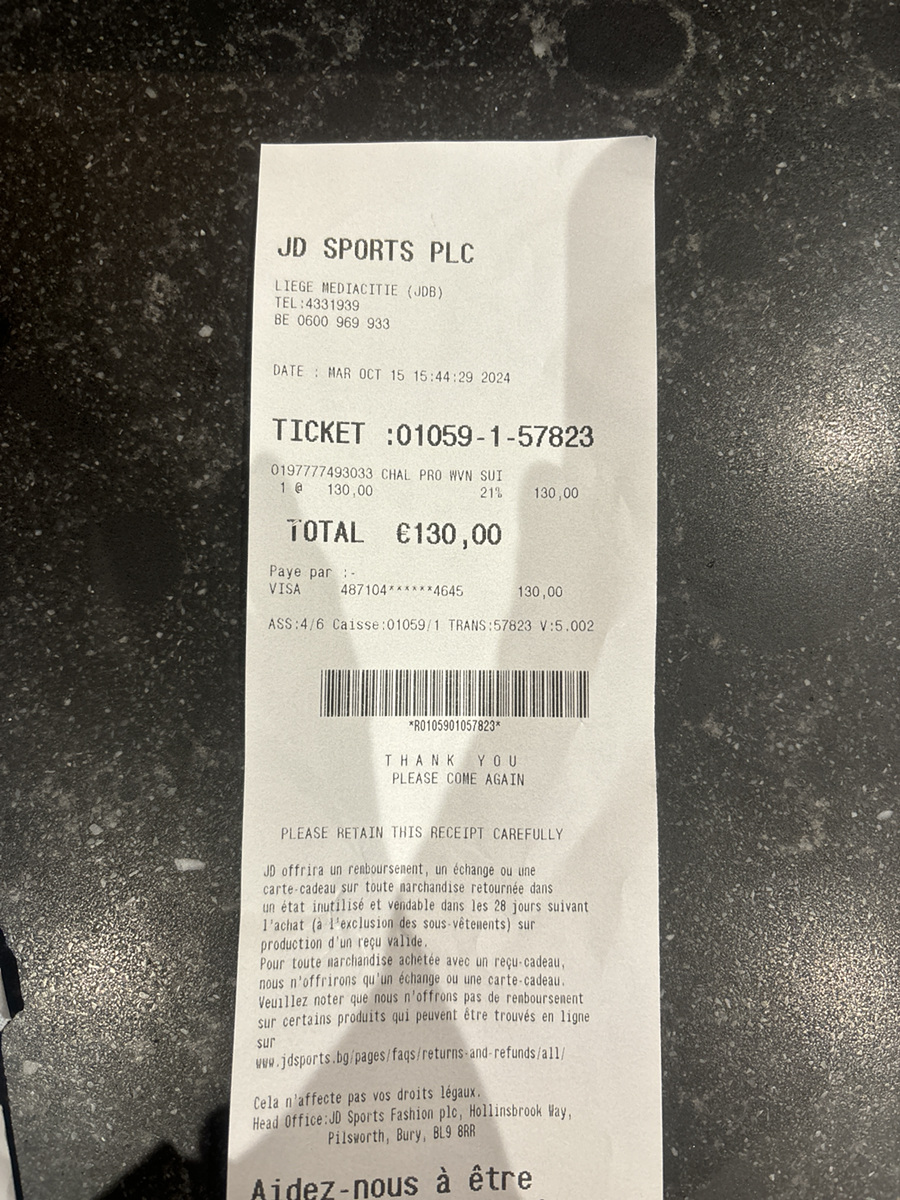 JD SPORTS PLC
LIEGE MEDIACITIE (JDB)
TEL:4331939
BE 0600 969 933
DATE : MAR OCT 15 15:44:29 2024
TICKET :01059-1-57823
0197777493033 CHAL PRO WVN SUI
1 @ 130,00 21% 130,00
TOTAL €130,00
Paye par :-
VISA 487104******4645 130,00
ASS:4/6 Caisse:01059/1 TRANS:57823 V:5.002
*R0105901057823*
THANK YOU
PLEASE COME AGAIN
PLEASE RETAIN THIS RECEIPT CAREFULLY
JD offrira un remboursement, un échange ou une
carte-cadeau sur toute marchandise retournée dans
un état inutilisé et vendable dans les 28 jours suivant
l'achat (à l'exclusion des sous-vêtements) sur
production d'un reçu valide.
Pour toute marchandise achetée avec un reçu-cadeau,
nous n'offrirons qu'un échange ou une carte-cadeau.
Veuillez noter que nous n'offrons pas de remboursement
sur certains produits qui peuvent être trouvés en ligne
sur
www.jdsports.bg/pages/faqs/returns-and-refunds/all/
Cela n'affecte pas vos droits légaux.
Head Office:JD Sports Fashion plc, Hollinsbrook Way,
Pilsworth, Bury, BL9 8RR
Aidez-nous à être